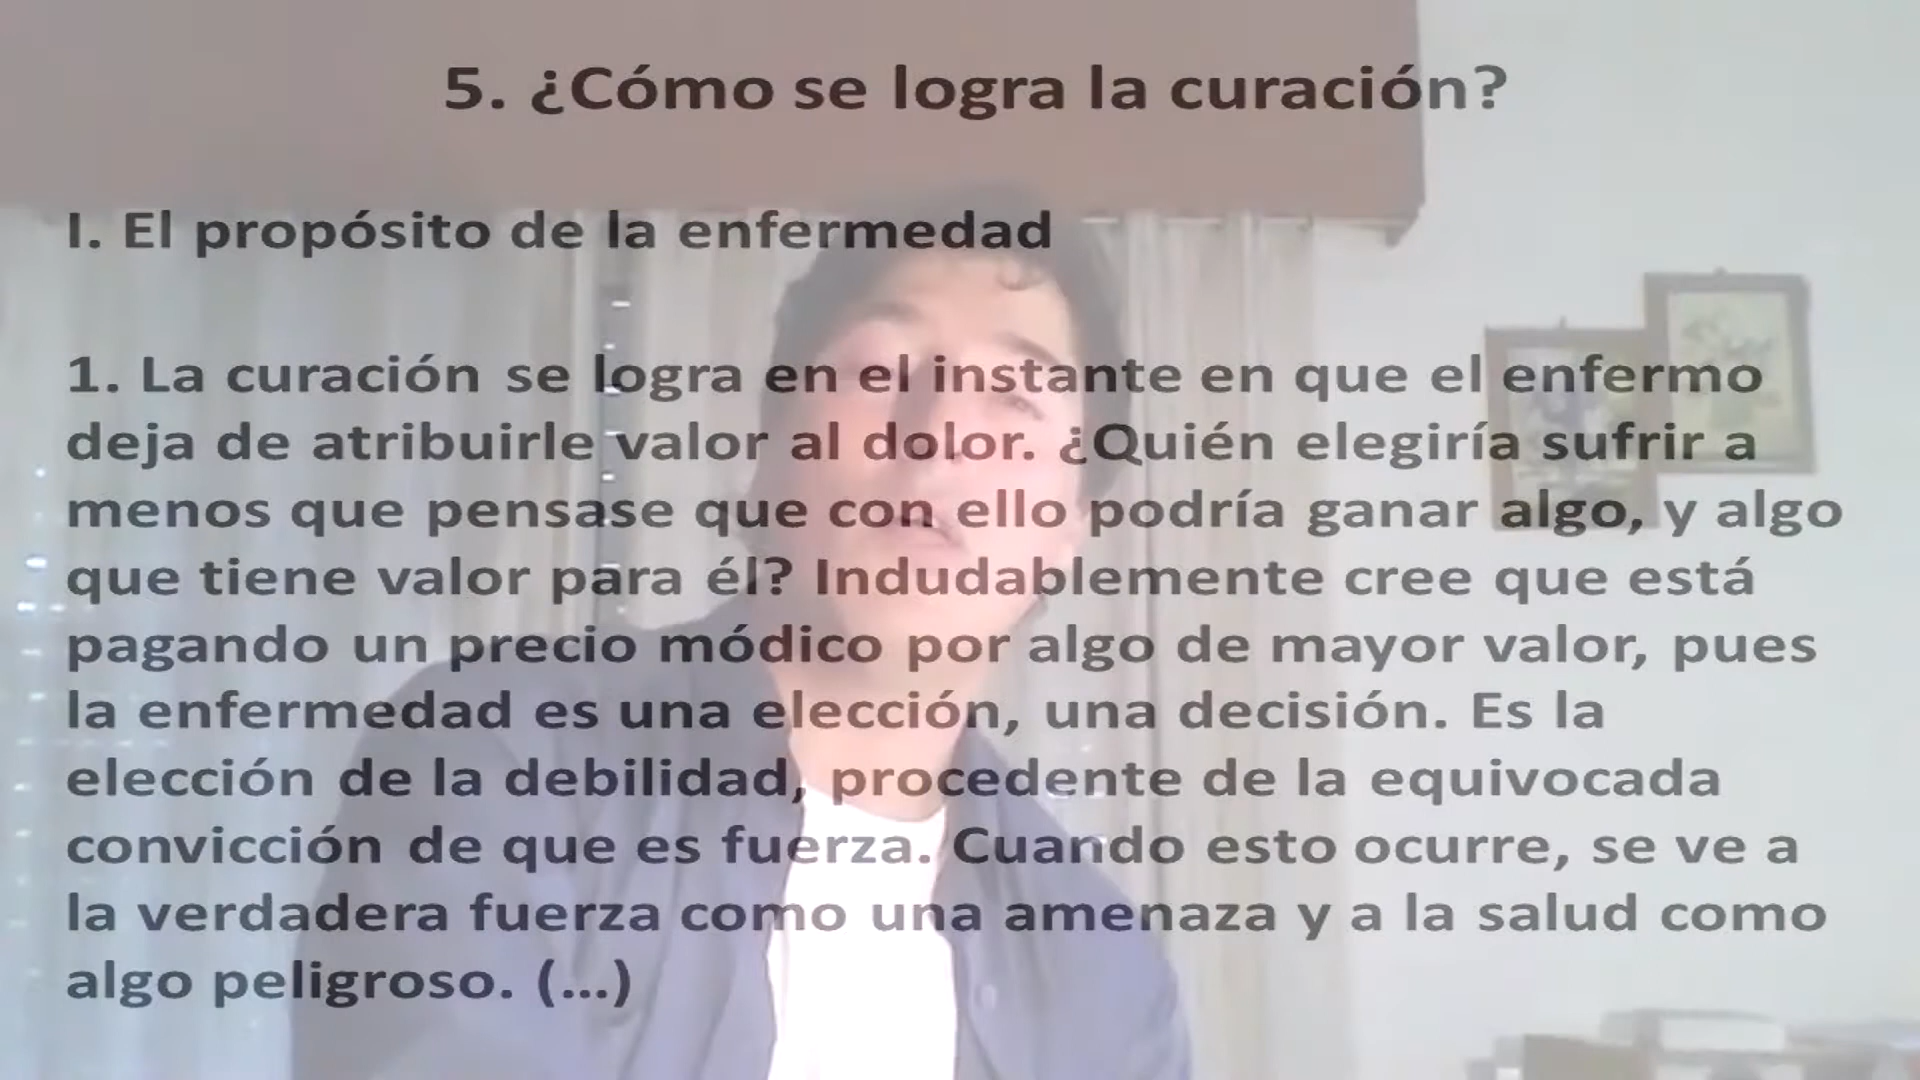 5. ¿Cómo se logra la curación?
I. El propósito de la enfermedad
1. La curación se logra en el instante en que el enfermo
deja de atribuirle valor al dolor. ¿Quién elegiría sufrir a
menos que pensase que con ello podría ganar algo, y algo
que tiene valor para él? Indudablemente cree que está
pagando un precio módico por algo de mayor valor, pues
la enfermedad es una elección, una decisión. Es la
elección de la debilidad, procedente de la equivocada
convicción de que es fuerza. Cuando esto ocurre, se ve a
la verdadera fuerza como una amenaza y a la salud como
algo peligroso. (...)